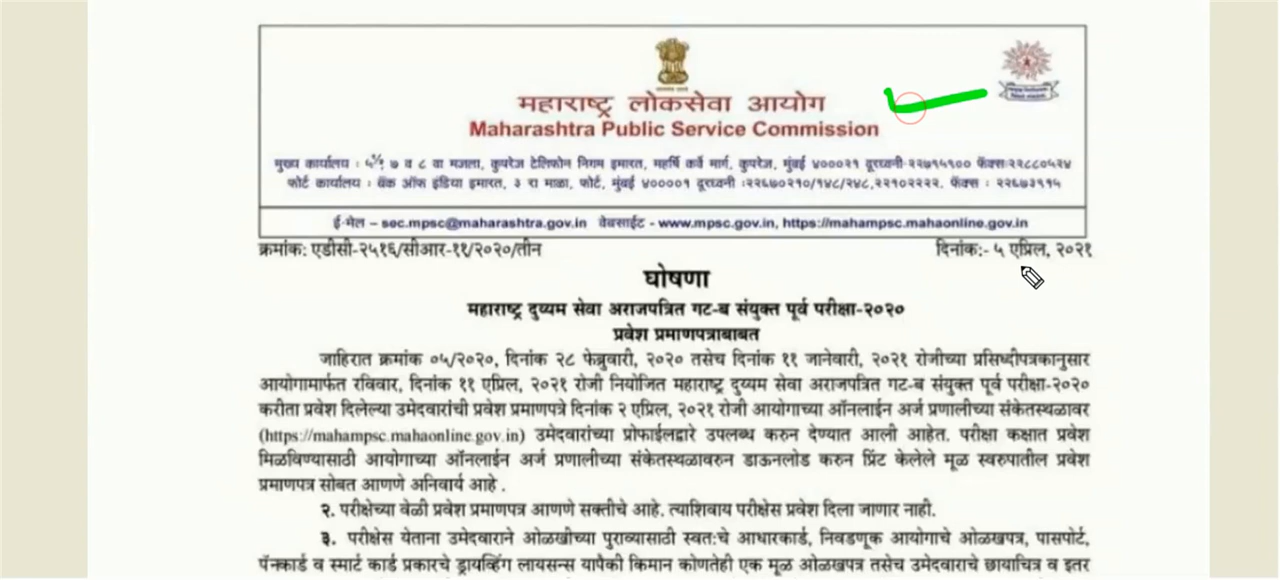 महाराष्ट्र लोकसेवा आयोग
Maharashtra Public Service Commission
मुख्य कार्यालय : ५½ ७ व ८ वा मजला, कुपरेज टेलिफोन निगम इमारत, महर्षि कर्वे मार्ग, कुपरेज, मुंबई ४०००२१ दूरध्वनी-२२७९५९०० फॅक्स:२२८८०५२४
फोर्ट कार्यालय : बँक ऑफ इंडिया इमारत, ३ रा माळा, फोर्ट, मुंबई ४००००१ दूरध्वनी :२२६७०२१०/१४८/२४८,२२१०२२२२. फॅक्स : २२६७३१९५
ई-मेल – sec.mpsc@maharashtra.gov.in वेबसाईट - www.mpsc.gov.in, https://mahampsc.mahaonline.gov.in
क्रमांक: एडीसी-२५१६/सीआर-११/२०२०/तीन
दिनांक:- ५ एप्रिल, २०२१
घोषणा
महाराष्ट्र दुय्यम सेवा अराजपत्रित गट-ब संयुक्त पूर्व परीक्षा-२०२०
प्रवेश प्रमाणपत्राबाबत
जाहिरात क्रमांक ०५/२०२०, दिनांक २८ फेब्रुवारी, २०२० तसेच दिनांक ११ जानेवारी, २०२१ रोजीच्या प्रसिध्दीपत्रकानुसार
आयोगामार्फत रविवार, दिनांक ११ एप्रिल, २०२१ रोजी नियोजित महाराष्ट्र दुय्यम सेवा अराजपत्रित गट-ब संयुक्त पूर्व परीक्षा-२०२०
करीता प्रवेश दिलेल्या उमेदवारांची प्रवेश प्रमाणपत्रे दिनांक २ एप्रिल, २०२१ रोजी आयोगाच्या ऑनलाईन अर्ज प्रणालीच्या संकेतस्थळावर
(https://mahampsc.mahaonline.gov.in) उमेदवारांच्या प्रोफाईलद्वारे उपलब्ध करुन देण्यात आली आहेत. परीक्षा कक्षात प्रवेश
मिळविण्यासाठी आयोगाच्या ऑनलाईन अर्ज प्रणालीच्या संकेतस्थळावरुन डाऊनलोड करुन प्रिंट केलेले मूळ स्वरुपातील प्रवेश
प्रमाणपत्र सोबत आणणे अनिवार्य आहे .
२. परीक्षेच्या वेळी प्रवेश प्रमाणपत्र आणणे सक्तीचे आहे. त्याशिवाय परीक्षेस प्रवेश दिला जाणार नाही.
३. परीक्षेस येताना उमेदवाराने ओळखीच्या पुराव्यासाठी स्वत:चे आधारकार्ड, निवडणूक आयोगाचे ओळखपत्र, पासपोर्ट,
पॅनकार्ड व स्मार्ट कार्ड प्रकारचे ड्रायव्हिंग लायसन्स यापैकी किमान कोणतेही एक मूळ ओळखपत्र तसेच उमेदवाराचे छायाचित्र व इतर